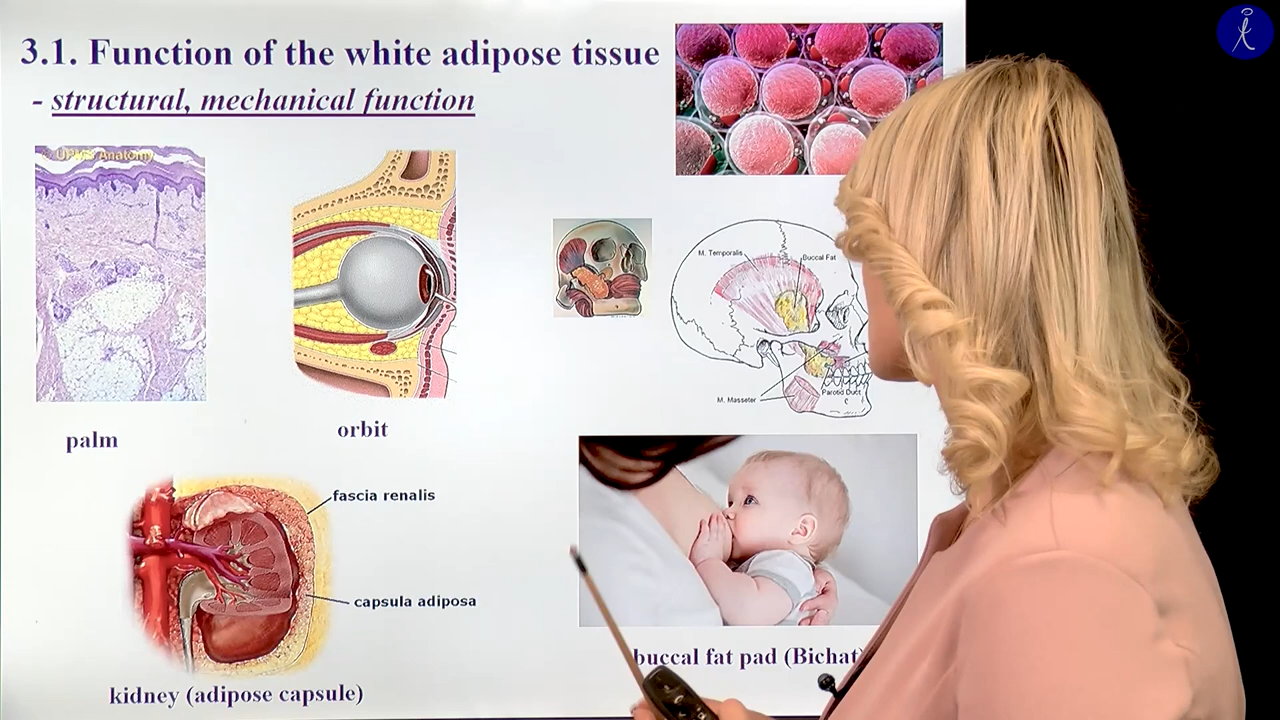 3.1. Function of the white adipose tissue
- structural, mechanical function
UPMS Anatomy
M. Temporalis
Buccal Fat
Parotid Duct
c
M. Masseter
palm
orbit
fascia renalis
capsula adiposa
buccal fat pad (Bichat
kidney (adipose capsule)